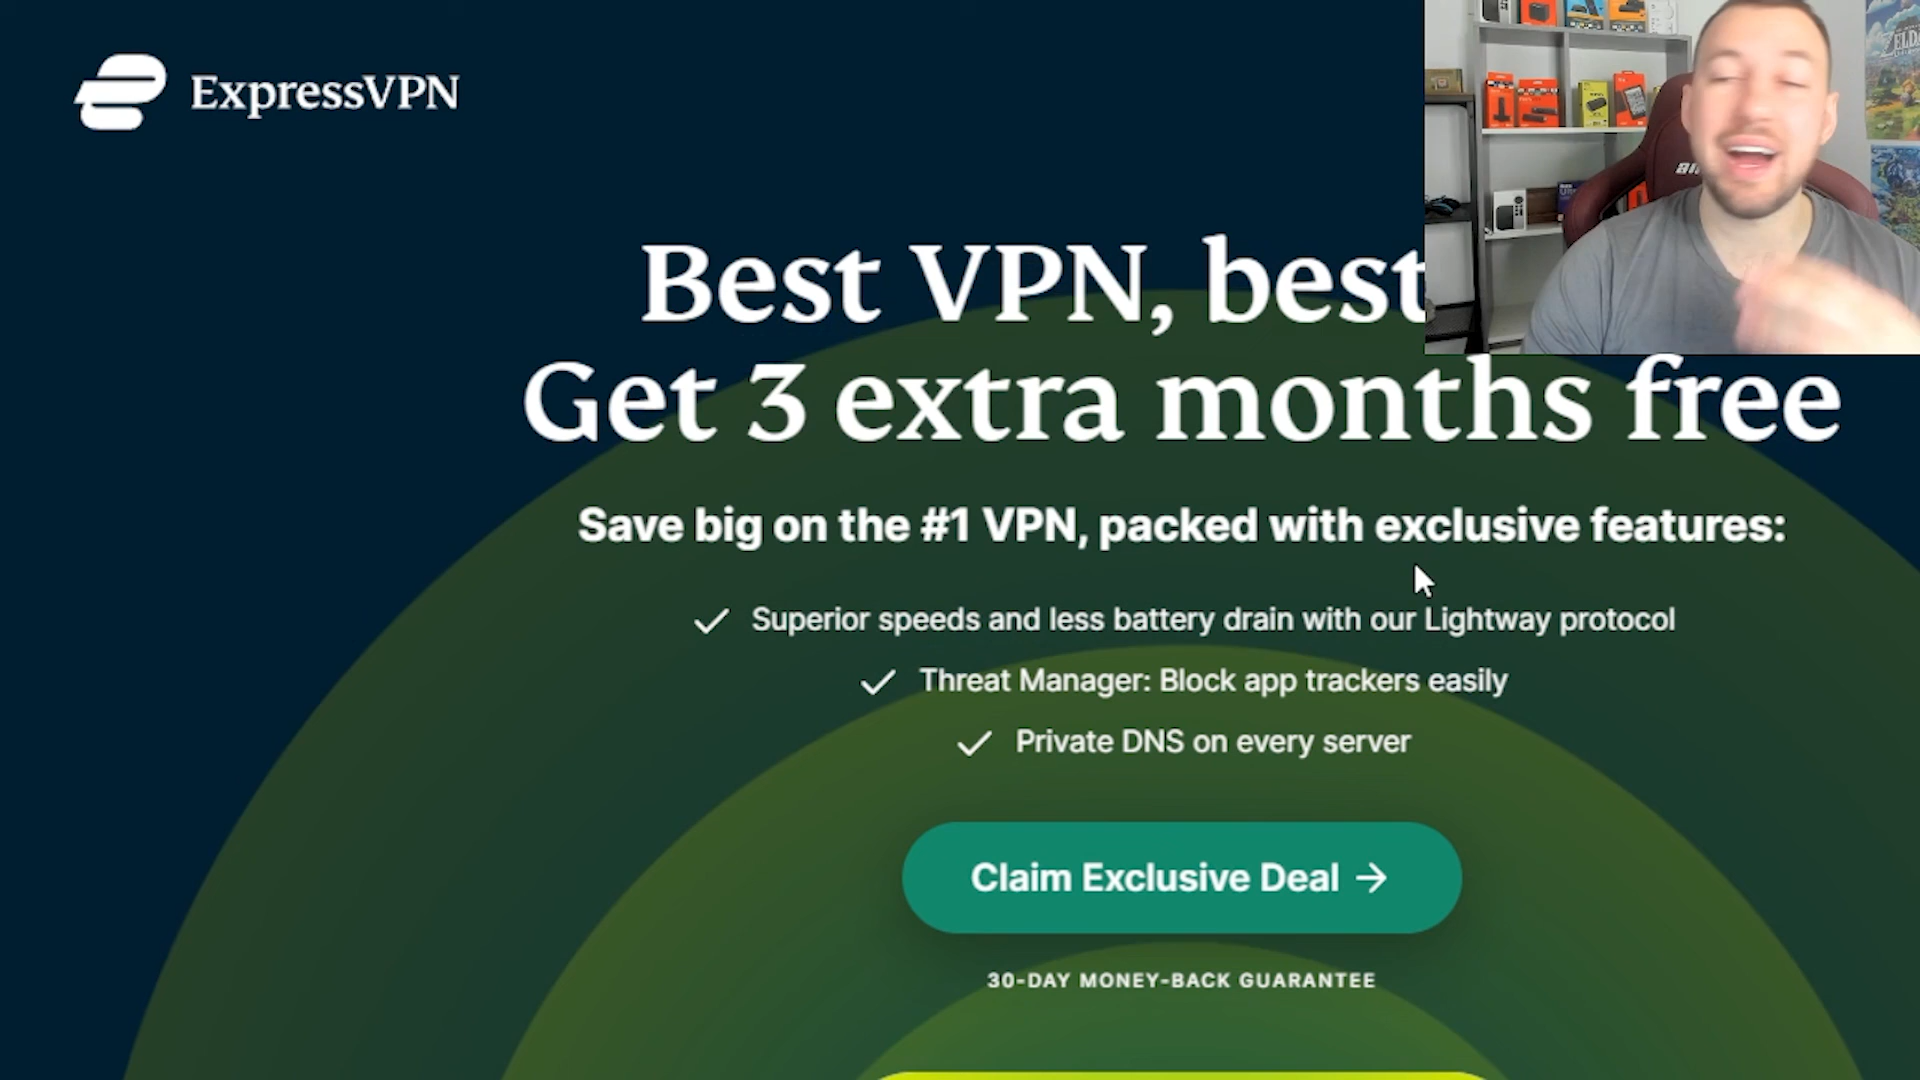 ExpressVPN
Best VPN, best
Get 3 extra months free
Save big on the #1 VPN, packed with exclusive features:
Superior speeds and less battery drain with our Lightway protocol
Threat Manager: Block app trackers easily
Private DNS on every server
Claim Exclusive Deal →
30-DAY MONEY-BACK GUARANTEE